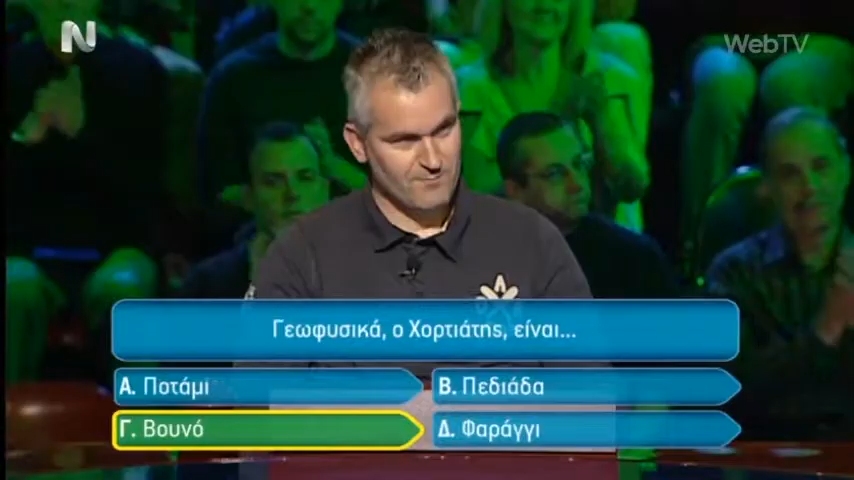 N
WebTV
Γεωφυσικά, ο Χορτιάτης, είναι...
Α. Ποτάμι
Β. Πεδιάδα
Γ. Βουνό
Δ. Φαράγγι